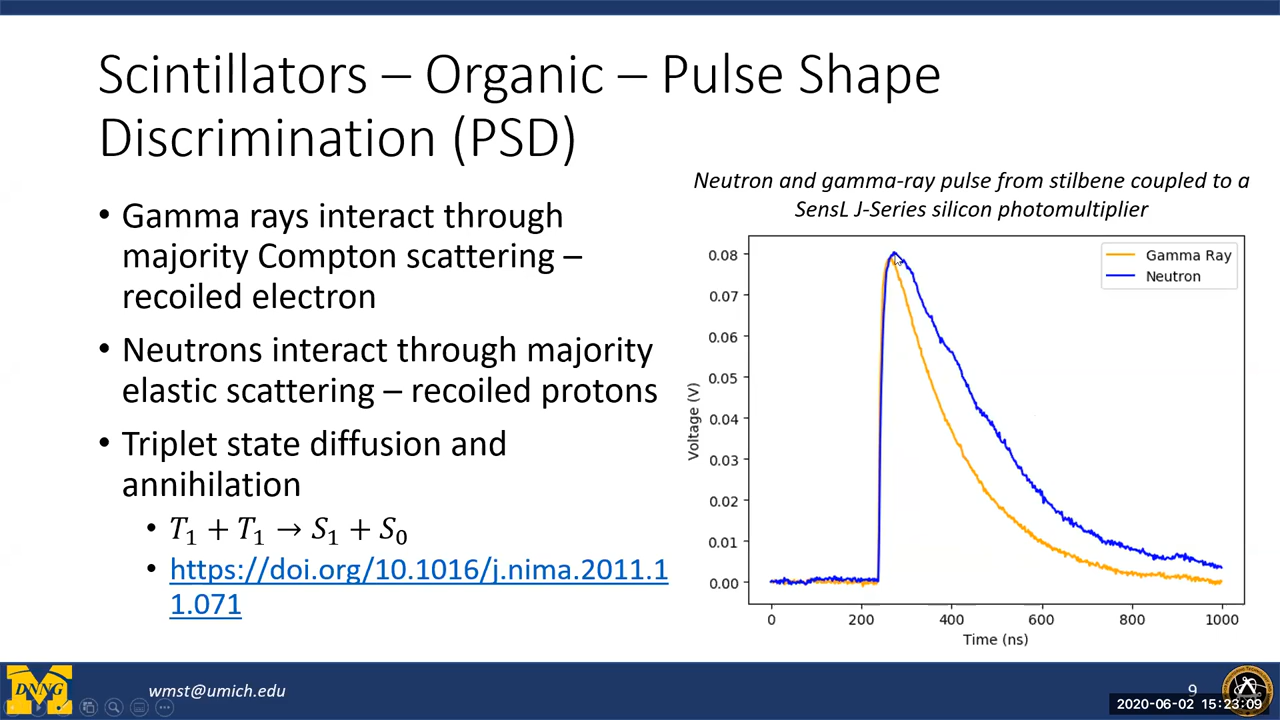 Scintillators – Organic – Pulse Shape
Discrimination (PSD)
• Gamma rays interact through
majority Compton scattering –
recoiled electron
• Neutrons interact through majority
elastic scattering – recoiled protons
• Triplet state diffusion and
annihilation
• T₁ + T₁ → S₁ + S₀
• https://doi.org/10.1016/j.nima.2011.1
1.071
Neutron and gamma-ray pulse from stilbene coupled to a
SensL J-Series silicon photomultiplier
Gamma Ray
Neutron
0.08
0.07
0.06
0.05
0.04
0.03
0.02
0.01
0.00
Voltage (V)
0 200 400 600 800 1000
Time (ns)
DNNG
wmst@umich.edu
9
2020-06-02 15:23:09